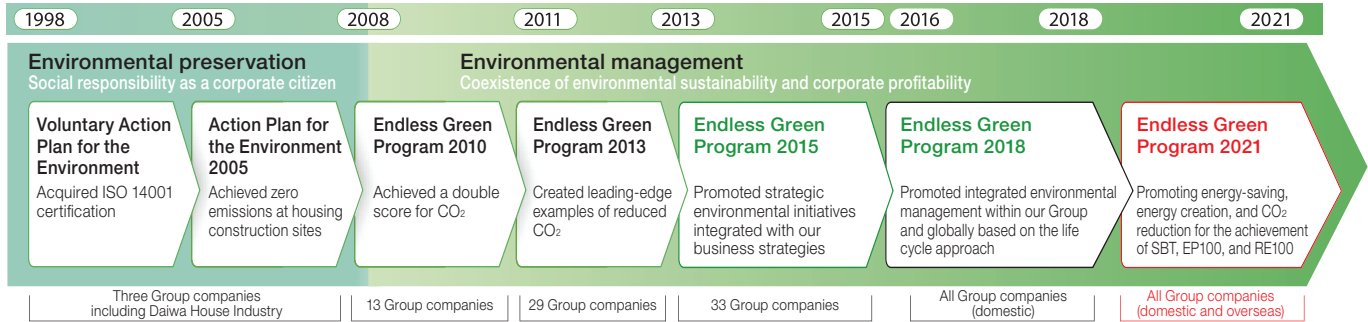 1998
2005
2008
2011
2013
2015
2016
2018
2021
Environmental preservation
Social responsibility as a corporate citizen
Environmental management
Coexistence of environmental sustainability and corporate profitability
Voluntary Action
Plan for the
Environment
Acquired ISO 14001
certification
Action Plan for
the Environment
2005
Achieved zero
emissions at housing
construction sites
Endless Green
Program 2010
Achieved a double
score for CO₂
Endless Green
Program 2013
Created leading-edge
examples of reduced
CO₂
Endless Green
Program 2015
Promoted strategic
environmental initiatives
integrated with our
business strategies
Endless Green
Program 2018
Promoted integrated environmental
management within our Group
and globally based on the life
cycle approach
Endless Green
Program 2021
Promoting energy-saving,
energy creation, and CO₂
reduction for the achievement
of SBT, EP100, and RE100
Three Group companies
including Daiwa House Industry
13 Group companies
29 Group companies
33 Group companies
All Group companies
(domestic)
All Group companies
(domestic and overseas)